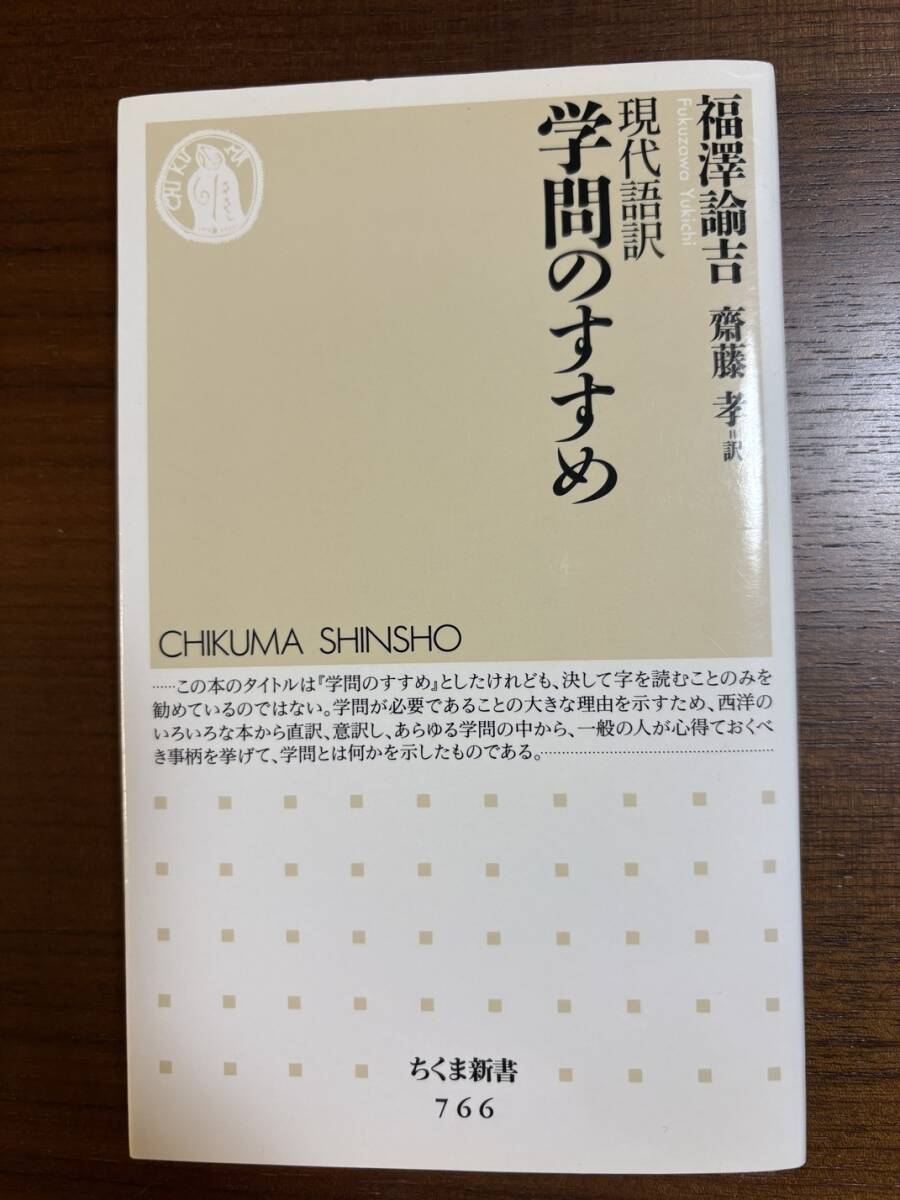 福澤諭吉 齋藤 孝=訳
Fukuzawa Yukichi
現代語訳
学問のすすめ
CHIKUMA
CHIKUMA SHINSHO
……この本のタイトルは『学問のすすめ』としたけれども、決して字を読むことのみを
勧めているのではない。学問が必要であることの大きな理由を示すため、西洋の
いろいろな本から直訳、意訳し、あらゆる学問の中から、一般の人が心得ておくべ
き事柄を挙げて、学問とは何かを示したものである。……
ちくま新書
766